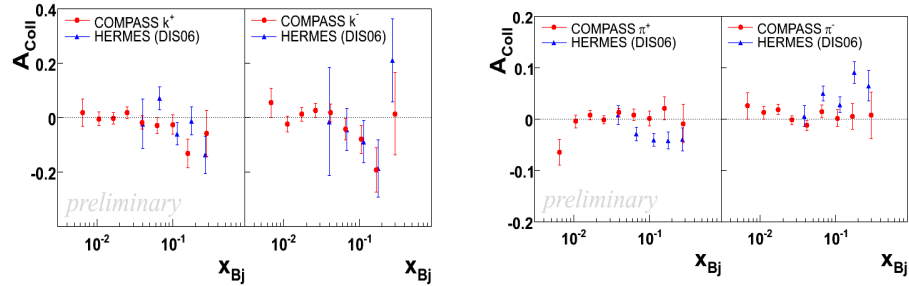 A_Coll
0.4
0.2
0
-0.2
COMPASS k⁺
HERMES (DIS06)
COMPASS k⁻
HERMES (DIS06)
preliminary
10⁻²
10⁻¹
10⁻²
10⁻¹
x_Bj
x_Bj
A_Coll
0.2
0.1
0
-0.1
-0.2
COMPASS π⁺
HERMES (DIS06)
COMPASS π⁻
HERMES (DIS06)
preliminary
10⁻²
10⁻¹
10⁻²
10⁻¹
x_Bj
x_Bj